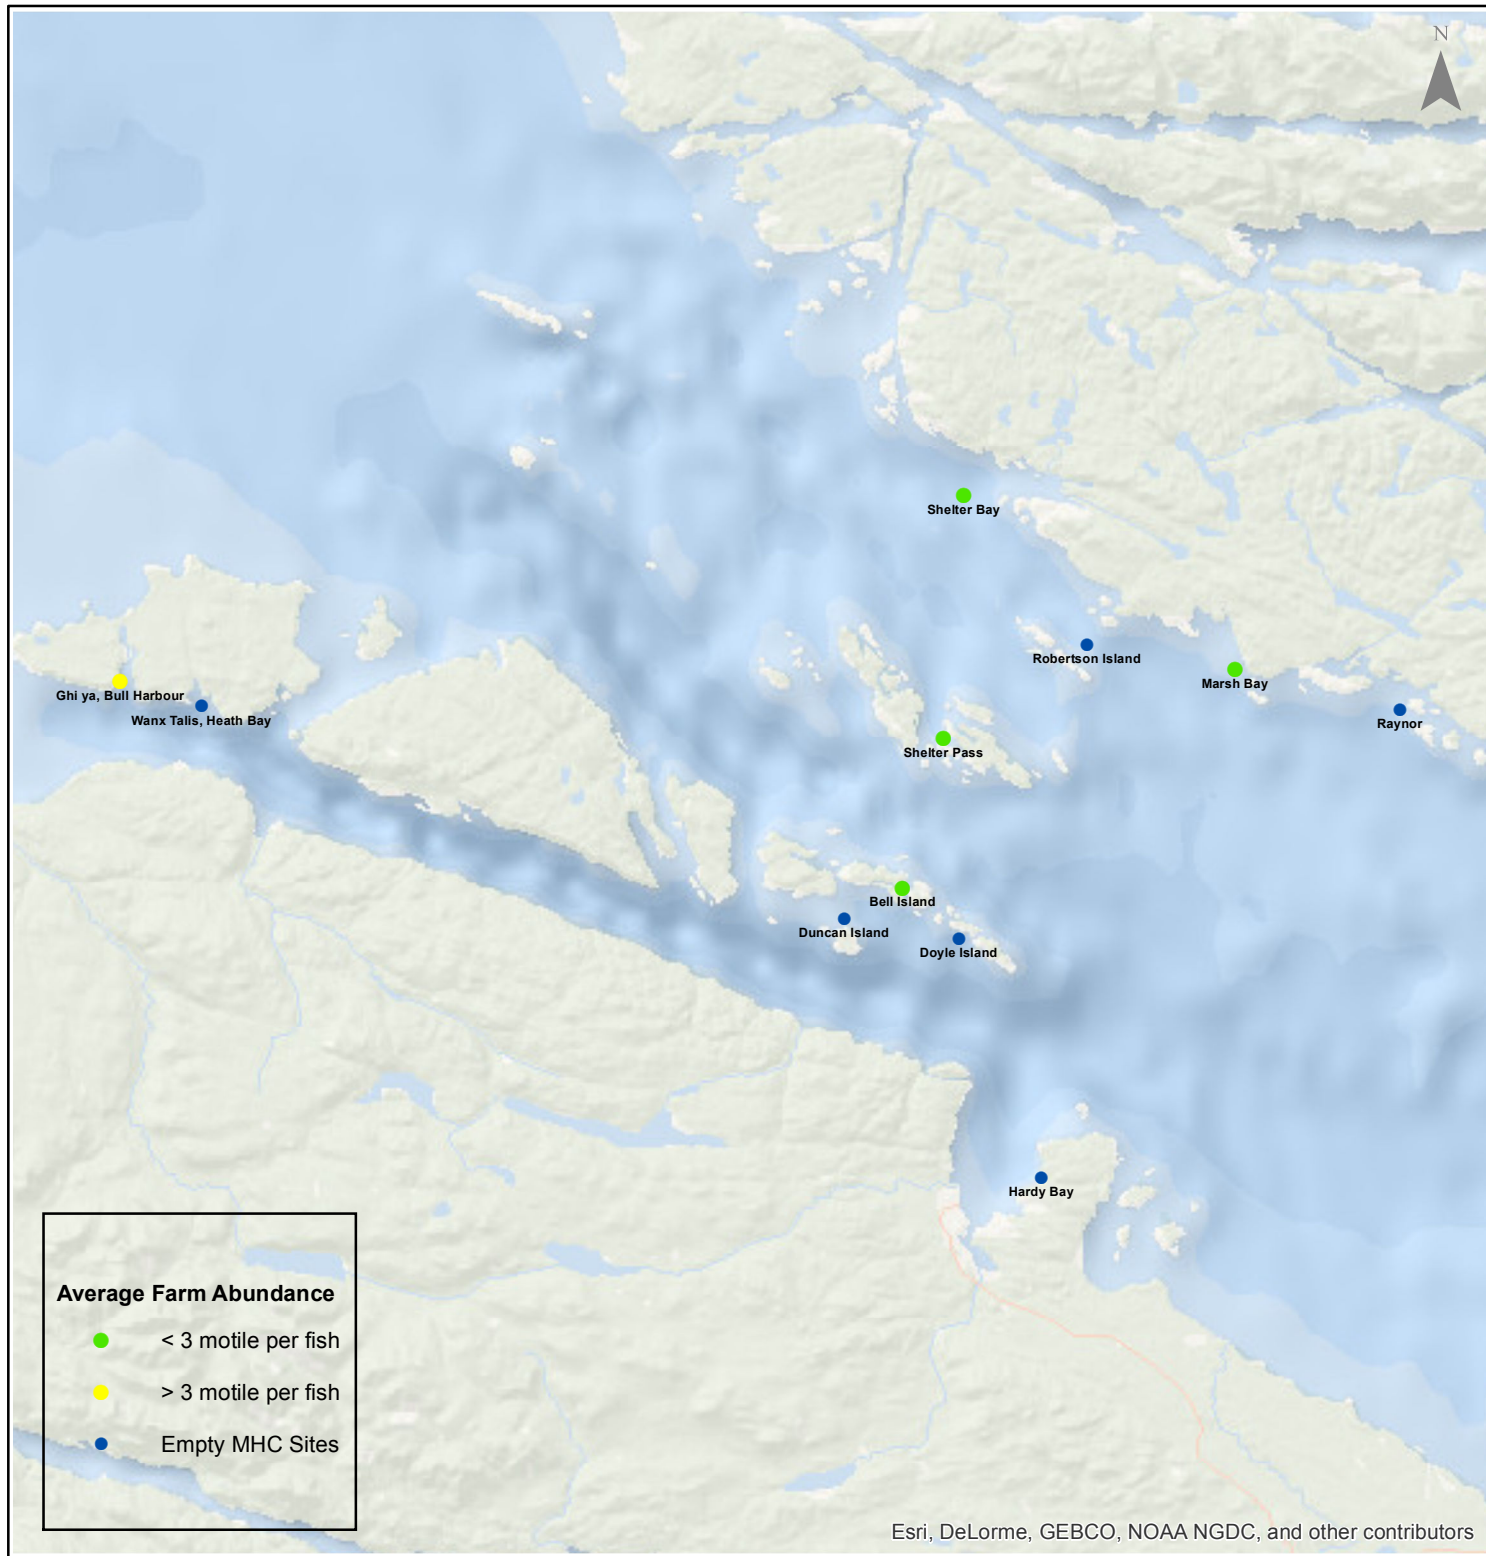 N
Shelter Bay
Robertson Island
Marsh Bay
Ghi ya, Bull Harbour
Wanx Talis, Heath Bay
Raynor
Shelter Pass
Bell Island
Duncan Island
Doyle Island
Hardy Bay
Average Farm Abundance
< 3 motile per fish
> 3 motile per fish
Empty MHC Sites
Esri, DeLorme, GEBCO, NOAA NGDC, and other contributors